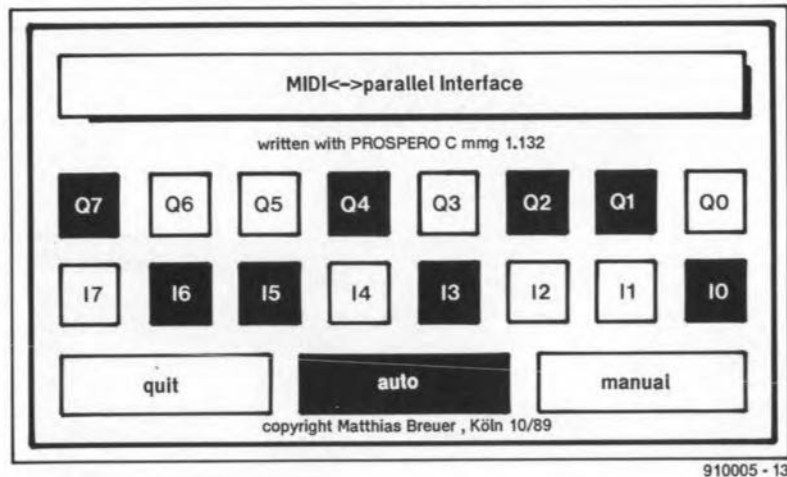 MIDI<->parallel Interface
written with PROSPERO C mmg 1.132
Q7 Q6 Q5 Q4 Q3 Q2 Q1 Q0
I7 I6 I5 I4 I3 I2 I1 I0
quit auto manual
copyright Matthias Breuer , Köln 10/89
910005 - 13